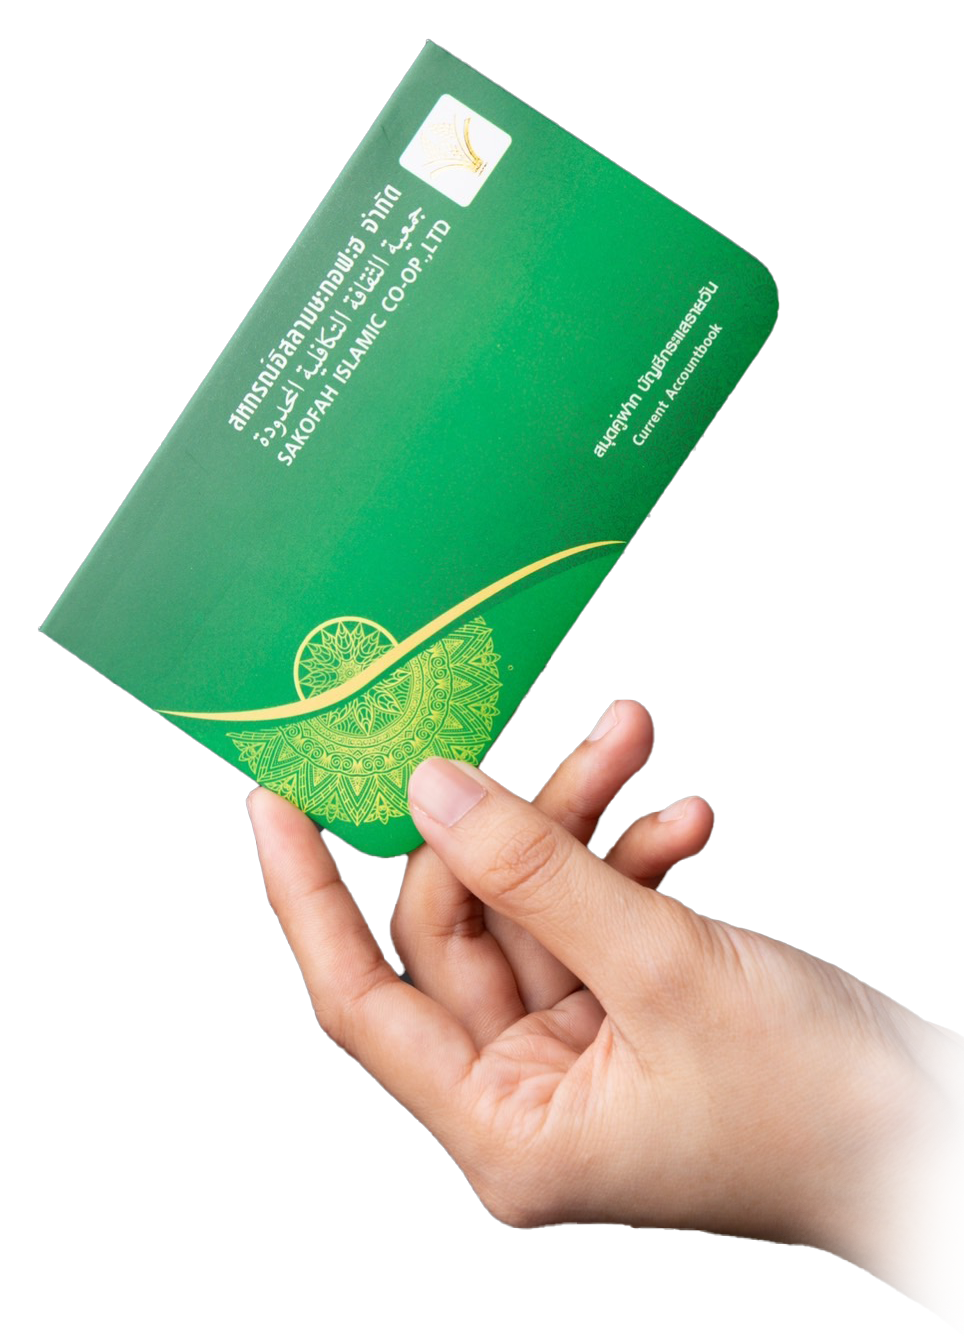 สหกรณ์อิสลามษะกอฟะฮ จำกัด
جمعية الثقافة التكافلية المحدودة
SAKOFAH ISLAMIC CO-OP.,LTD
สมุดคู่ฝาก บัญชีกระแสรายวัน
Current Accountbook